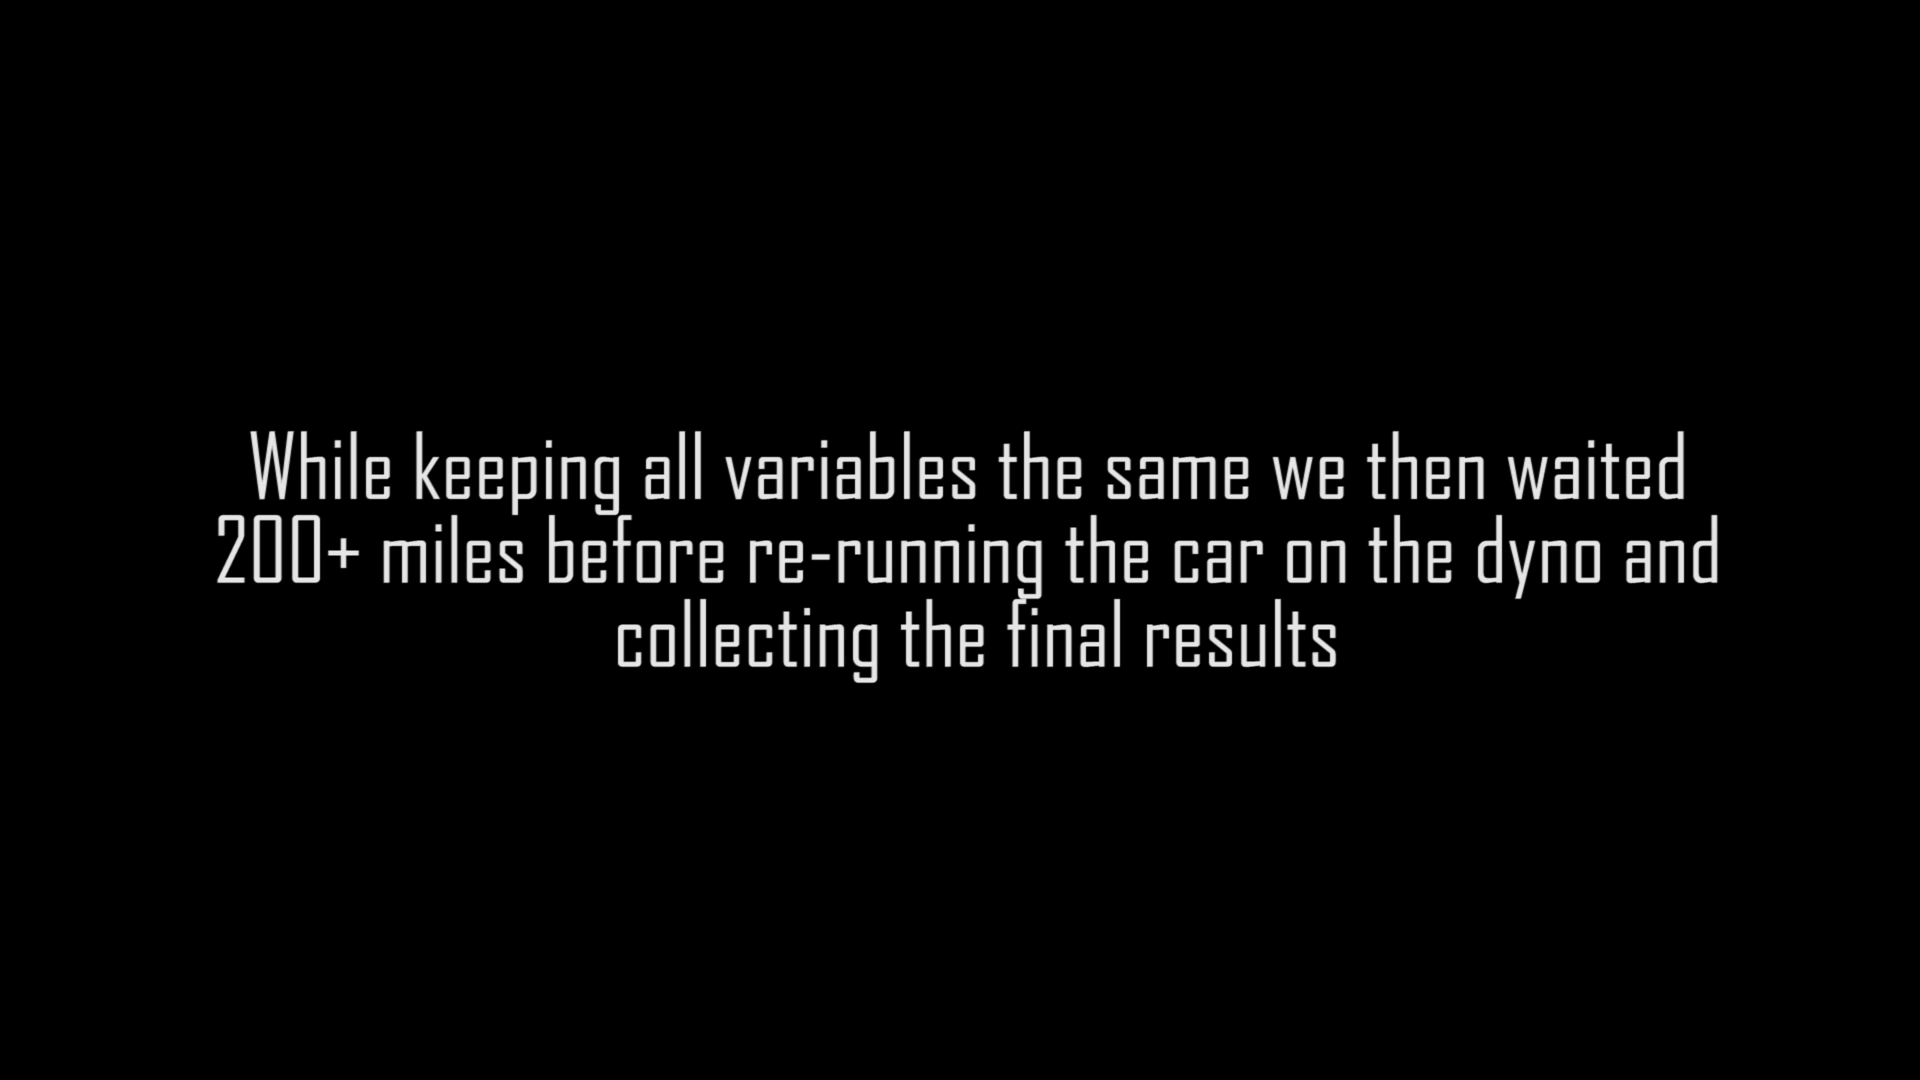 While keeping all variables the same we then waited
200+ miles before re-running the car on the dyno and
collecting the final results